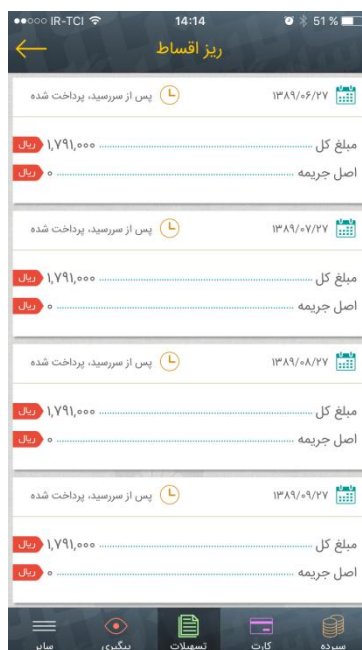 IR-TCI 14:14 51 %
ریز اقساط
۱۳۸۹/۰۶/۲۷ پس از سررسید، پرداخت شده
مبلغ کل ۱,۷۹۱,۰۰۰ ریال
اصل جریمه ۰ ریال
۱۳۸۹/۰۷/۲۷ پس از سررسید، پرداخت شده
مبلغ کل ۱,۷۹۱,۰۰۰ ریال
اصل جریمه ۰ ریال
۱۳۸۹/۰۸/۲۷ پس از سررسید، پرداخت شده
مبلغ کل ۱,۷۹۱,۰۰۰ ریال
اصل جریمه ۰ ریال
۱۳۸۹/۰۹/۲۷ پس از سررسید، پرداخت شده
مبلغ کل ۱,۷۹۱,۰۰۰ ریال
اصل جریمه ۰ ریال
سپرده کارت تسهیلات پیگیری سایر